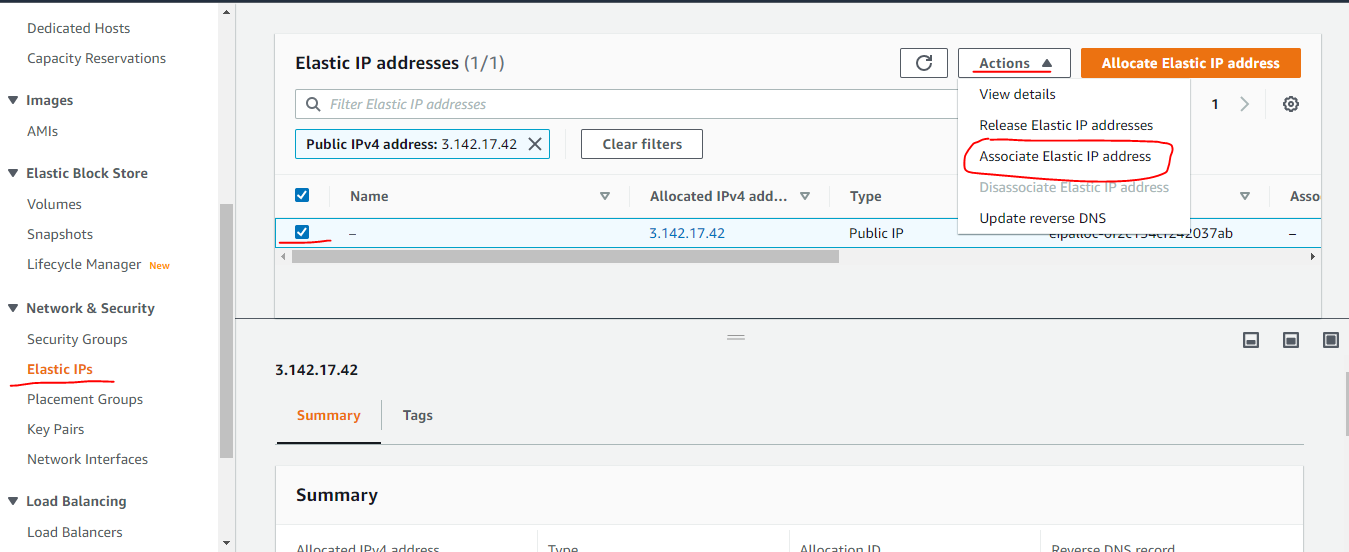 Dedicated Hosts
Capacity Reservations
Images
AMIs
Elastic Block Store
Volumes
Snapshots
Lifecycle Manager New
Network & Security
Security Groups
Elastic IPs
Placement Groups
Key Pairs
Network Interfaces
Load Balancing
Load Balancers
Elastic IP addresses (1/1)
Actions
Allocate Elastic IP address
Filter Elastic IP addresses
1
View details
Release Elastic IP addresses
Associate Elastic IP address
Disassociate Elastic IP address
Update reverse DNS
Public IPv4 address: 3.142.17.42
Clear filters
Name
Allocated IPv4 add...
Type
Asso
–
3.142.17.42
Public IP
–
3.142.17.42
Summary
Tags
Summary
Allocated IPv4 address
Type
Allocation ID
Reverse DNS record